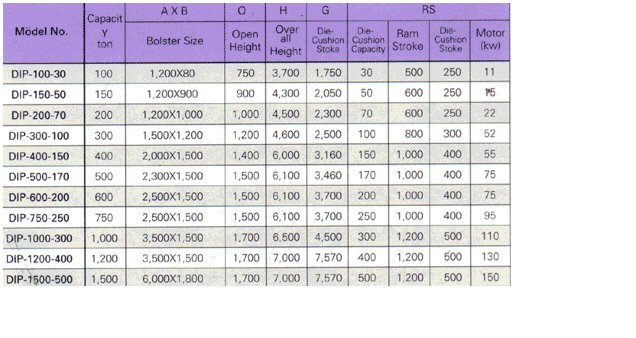 A X B O H G RS
Model No. Capacit y ton Bolster Size Open Height Over all Height Die-Cushion Stoke Die-Cushion Capacity Ram Stroke Die-Cushion Stoke Motor (kw)
DIP-100-30 100 1,200X80 750 3,700 1,750 30 500 250 11
DIP-150-50 150 1,200X900 900 4,300 2,050 50 600 250 15
DIP-200-70 200 1,200X1,000 1,000 4,500 2,300 70 600 250 22
DIP-300-100 300 1,500X1,200 1,200 4,600 2,500 100 800 300 52
DIP-400-150 400 2,000X1,500 1,400 6,000 3,160 150 1,000 400 55
DIP-500-170 500 2,300X1,500 1,500 6,100 3,460 170 1,000 400 75
DIP-600-200 600 2,500X1,500 1,500 6,100 3,700 200 1,000 400 75
DIP-750-250 750 2,500X1,500 1,500 6,100 3,700 250 1,000 400 95
DIP-1000-300 1,000 3,500X1,500 1,700 6,500 4,500 300 1,200 500 110
DIP-1200-400 1,200 3,500X1,500 1,700 7,000 7,570 400 1,200 500 130
DIP-1500-500 1,500 6,000X1,800 1,700 7,000 7,570 500 1,200 500 150